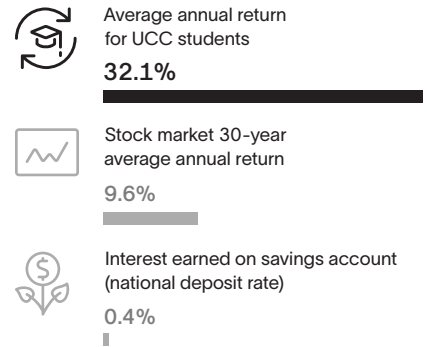 Average annual return
for UCC students
32.1%
Stock market 30-year
average annual return
9.6%
$
Interest earned on savings account
(national deposit rate)
0.4%